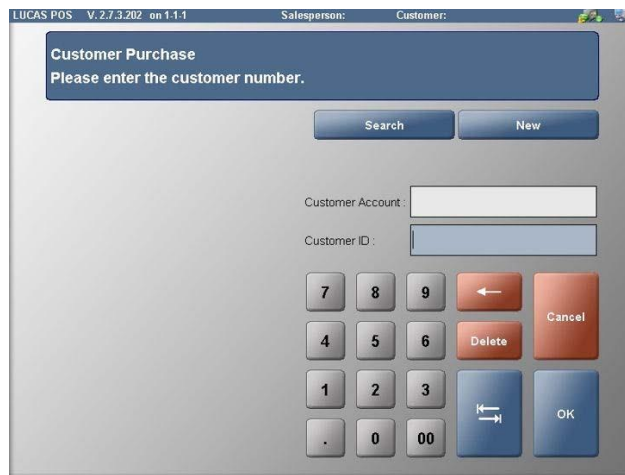 LUCAS POS V. 2.7.3.202 on 1-1-1 Salesperson: Customer:
Customer Purchase
Please enter the customer number.
Search New
Customer Account :
Customer ID :
7 8 9
Cancel
4 5 6 Delete
1 2 3
OK
. 0 00